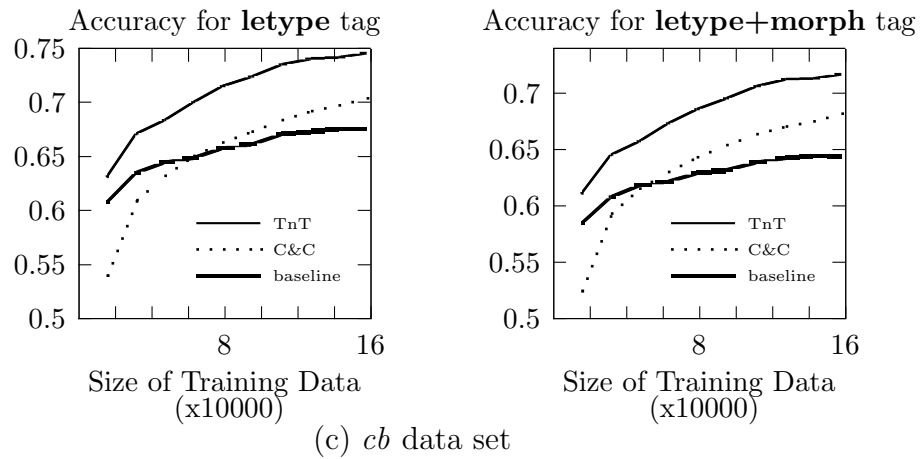 Accuracy for letype tag
0.75
0.7
0.65
0.6
0.55
0.5
TnT
C&C
baseline
8
16
Size of Training Data
(x10000)
Accuracy for letype+morph tag
0.7
0.65
0.6
0.55
0.5
TnT
C&C
baseline
8
16
Size of Training Data
(x10000)
(c) cb data set